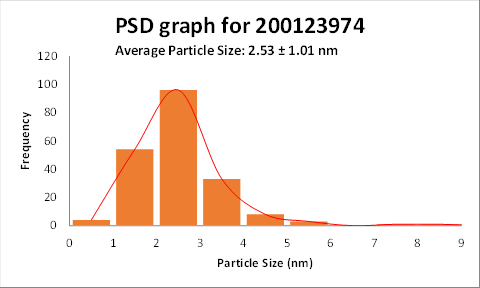 PSD graph for 200123974
Average Particle Size: 2.53 ± 1.01 nm
120
100
80
60
40
20
0
Frequency
0 1 2 3 4 5 6 7 8 9
Particle Size (nm)